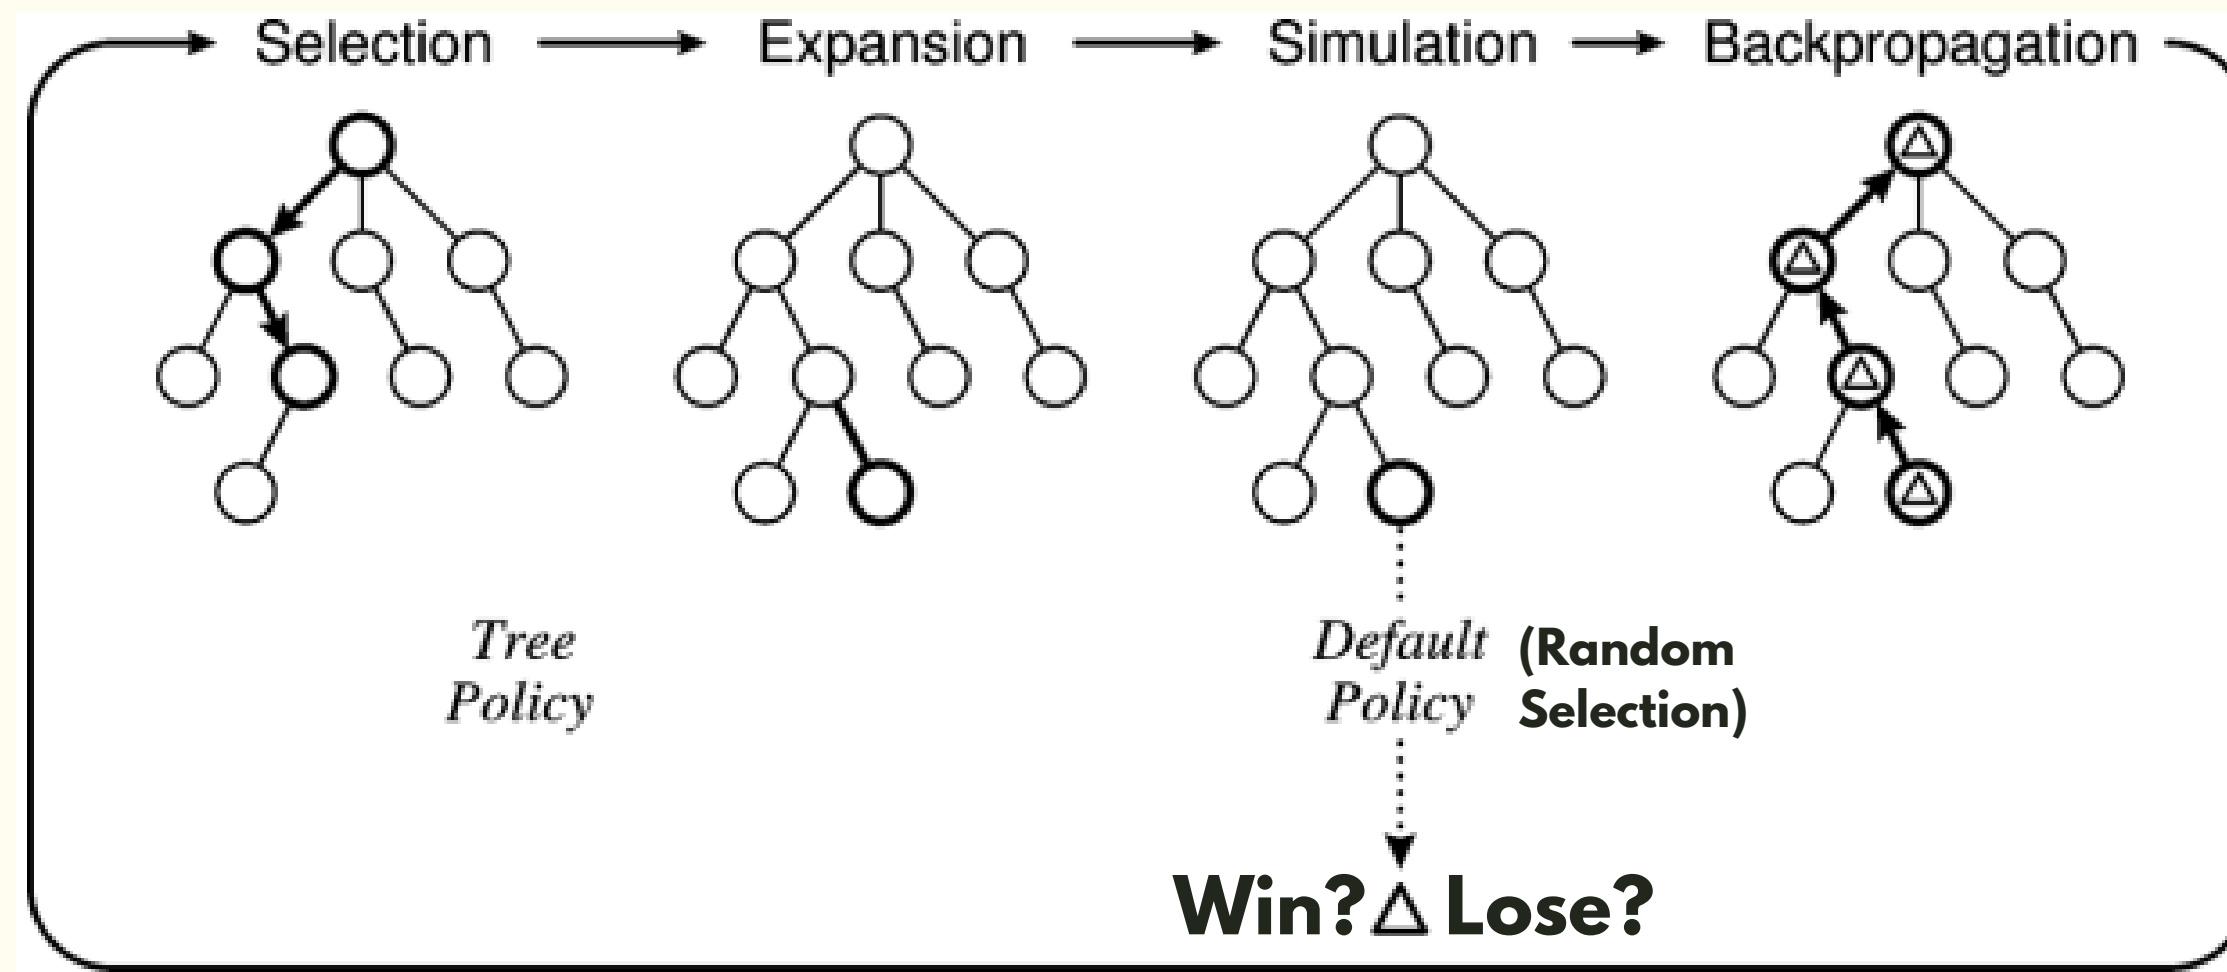 Selection Expansion Simulation Backpropagation
Tree
Policy
Default
Policy
(Random
Selection)
Win? △ Lose?